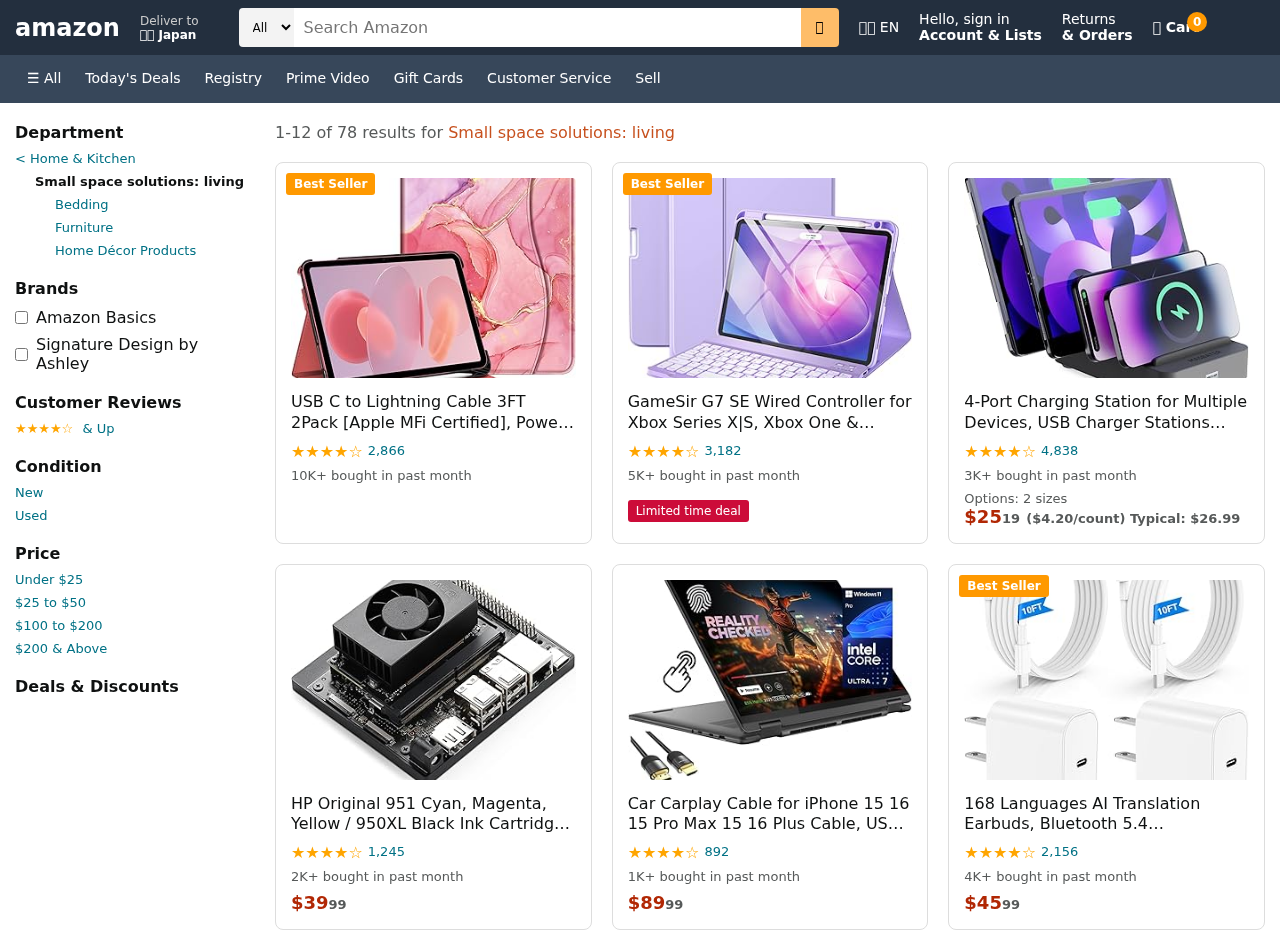 amazon
Deliver to
Japan
All
Search Amazon
EN
Hello, sign in
Account & Lists
Returns
& Orders
0
☰ All
Today's Deals
Registry
Prime Video
Gift Cards
Customer Service
Sell
Department
< Home & Kitchen
Small space solutions: living
Bedding
Furniture
Home Décor Products
Brands
Amazon Basics
Signature Design by
Ashley
Customer Reviews
★★★★☆ & Up
Condition
New
Used
Price
Under $25
$25 to $50
$100 to $200
$200 & Above
Deals & Discounts
1-12 of 78 results for Small space solutions: living
Best Seller
USB C to Lightning Cable 3FT
2Pack [Apple MFi Certified], Powe…
★★★★☆ 2,866
10K+ bought in past month
Best Seller
GameSir G7 SE Wired Controller for
Xbox Series X|S, Xbox One &…
★★★★☆ 3,182
5K+ bought in past month
Limited time deal
4-Port Charging Station for Multiple
Devices, USB Charger Stations…
★★★★☆ 4,838
3K+ bought in past month
Options: 2 sizes
$25 19 ($4.20/count) Typical: $26.99
HP Original 951 Cyan, Magenta,
Yellow / 950XL Black Ink Cartridg…
★★★★☆ 1,245
2K+ bought in past month
$39 99
Windows 11
Pro
REALITY
CHECKED
intel
CORE
ULTRA 7
Car Carplay Cable for iPhone 15 16
15 Pro Max 15 16 Plus Cable, US…
★★★★☆ 892
1K+ bought in past month
$89 99
Best Seller
10FT
10FT
168 Languages AI Translation
Earbuds, Bluetooth 5.4…
★★★★☆ 2,156
4K+ bought in past month
$45 99